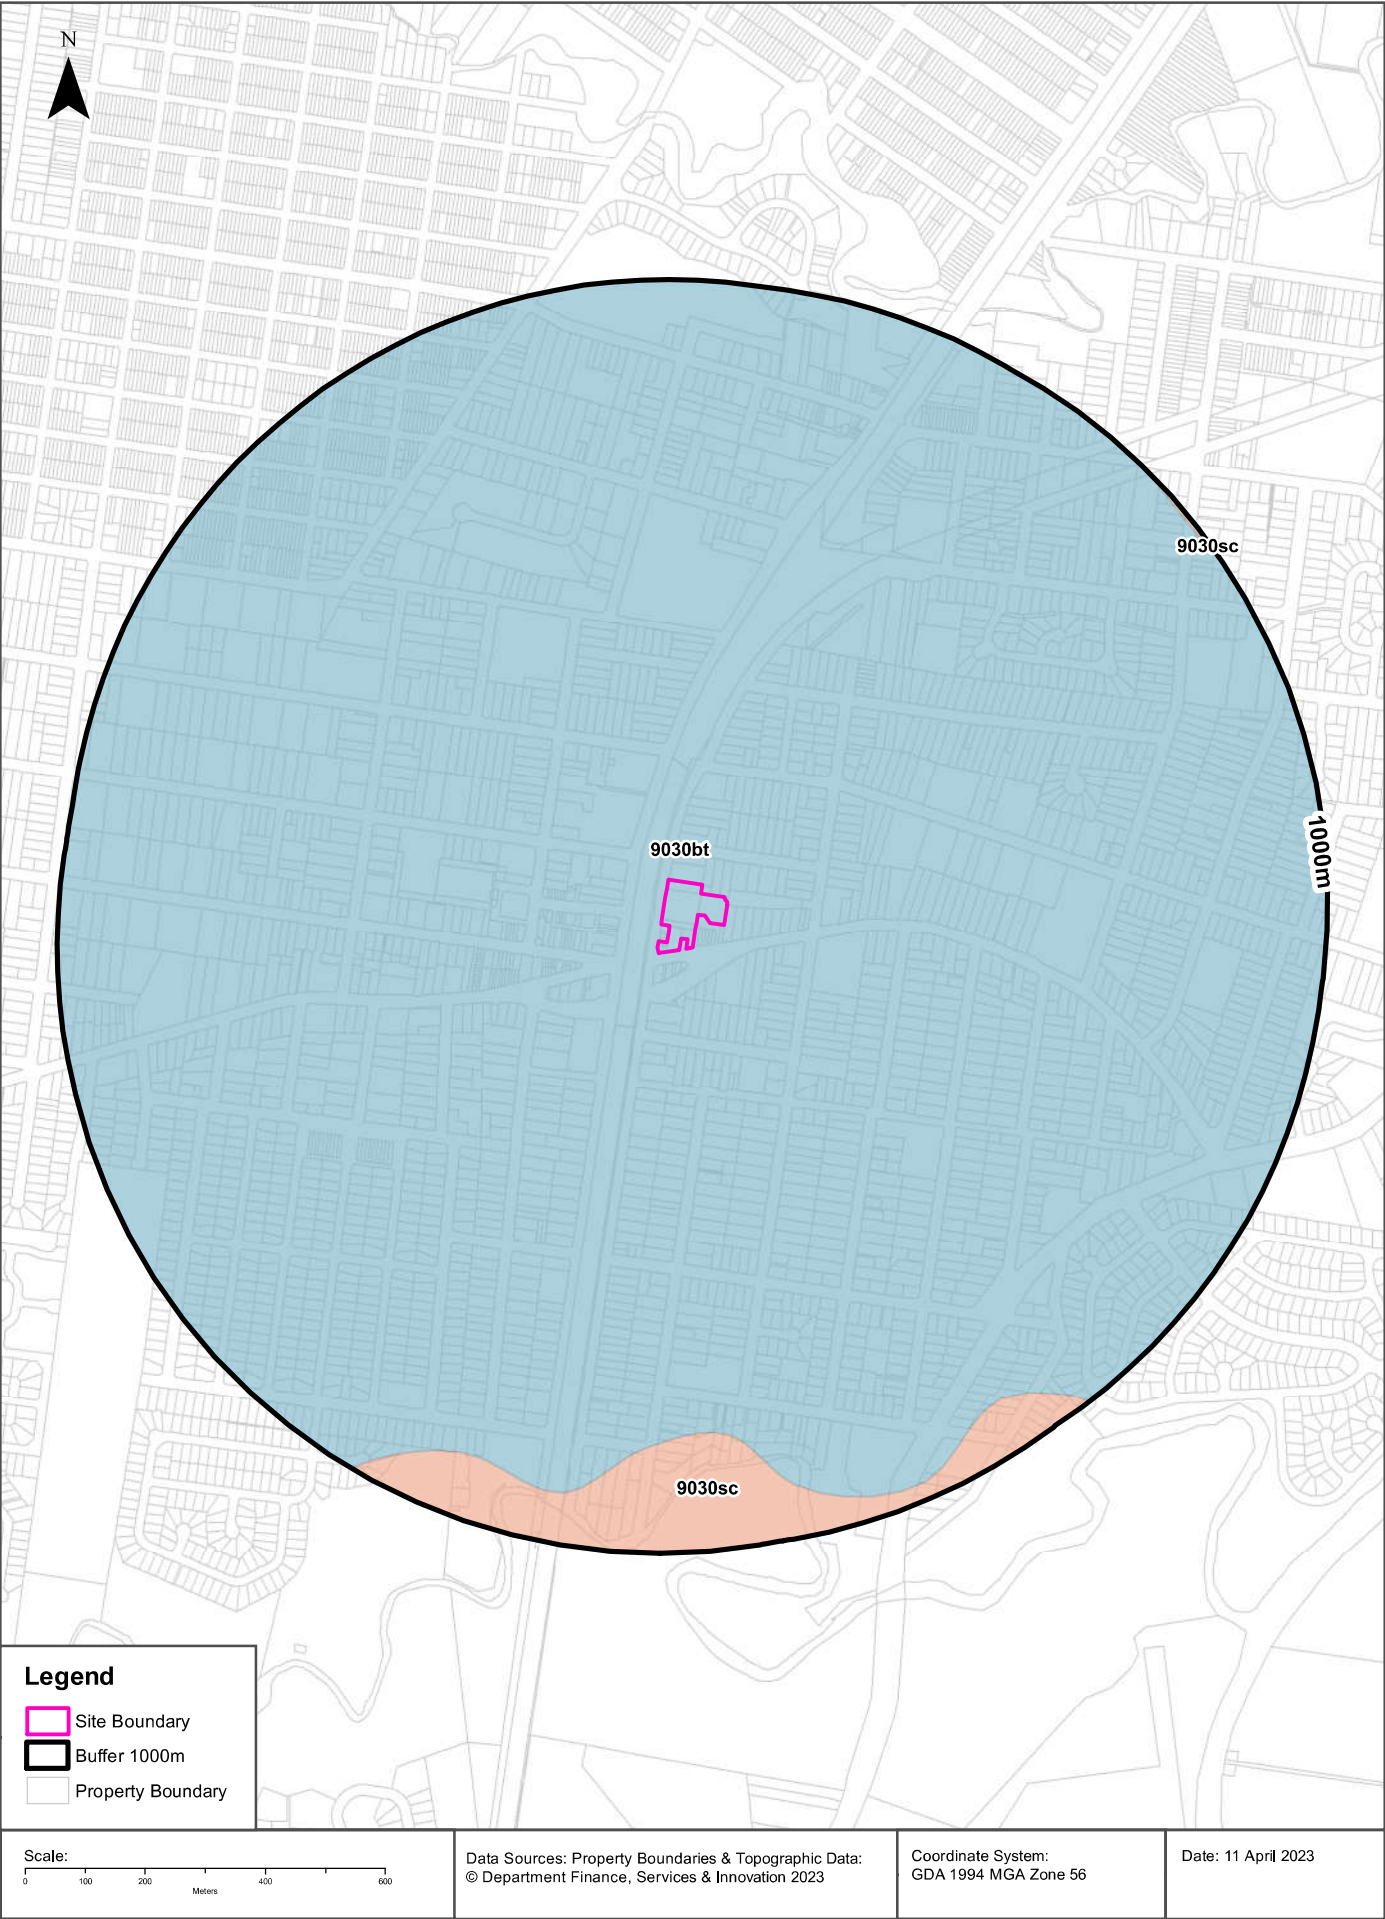 N
9030sc
1000m
9030bt
9030sc
Legend
Site Boundary
Buffer 1000m
Property Boundary
Scale:
0 100 200 400 600
Meters
Data Sources: Property Boundaries & Topographic Data:
© Department Finance, Services & Innovation 2023
Coordinate System:
GDA 1994 MGA Zone 56
Date: 11 April 2023